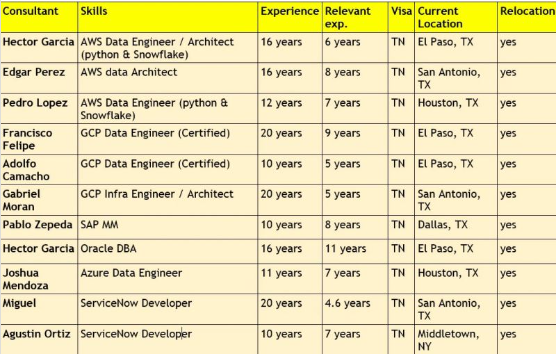 Consultant Skills Experience Relevant exp. Visa Current Location Relocation
Hector Garcia AWS Data Engineer / Architect (python & Snowflake) 16 years 6 years TN El Paso, TX yes
Edgar Perez AWS data Architect 16 years 8 years TN San Antonio, TX yes
Pedro Lopez AWS Data Engineer (python & Snowflake) 12 years 7 years TN Houston, TX yes
Francisco Felipe GCP Data Engineer (Certified) 20 years 9 years TN El Paso, TX yes
Adolfo Camacho GCP Data Engineer (Certified) 10 years 5 years TN El Paso, TX yes
Gabriel Moran GCP Infra Engineer / Architect 20 years 5 years TN San Antonio, TX yes
Pablo Zepeda SAP MM 10 years 8 years TN Dallas, TX yes
Hector Garcia Oracle DBA 16 years 11 years TN El Paso, TX yes
Joshua Mendoza Azure Data Engineer 11 years 7 years TN Houston, TX yes
Miguel ServiceNow Developer 20 years 4.6 years TN San Antonio, TX yes
Agustin Ortiz ServiceNow Developer 10 years 7 years TN Middletown, NY yes